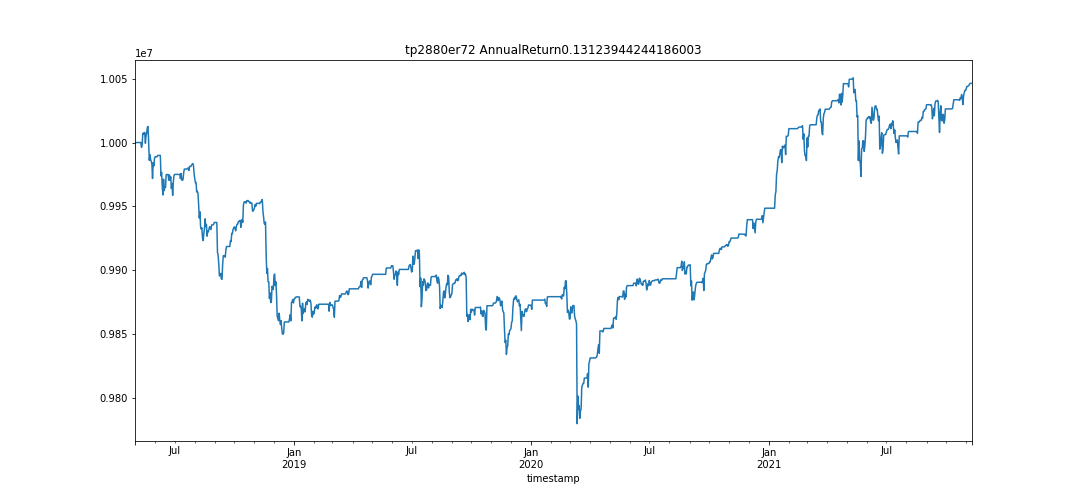 tp2880er72 AnnualReturn0.13123944244186003
1e7
1.005
1.000
0.995
0.990
0.985
0.980
Jul Jan Jul Jan Jul Jan Jul
2019 2020 2021
timestamp